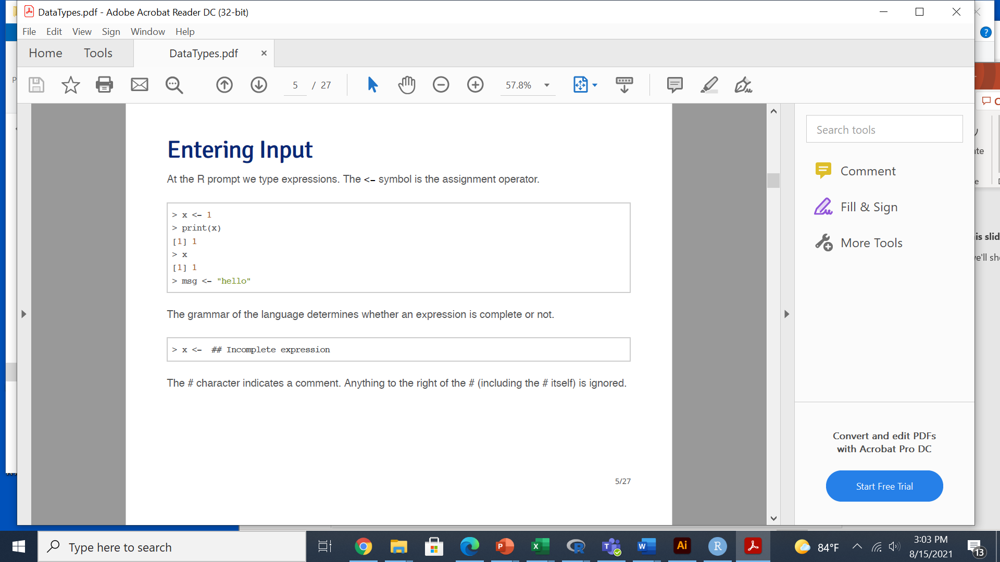 DataTypes.pdf - Adobe Acrobat Reader DC (32-bit)
File Edit View Sign Window Help
Home Tools DataTypes.pdf
5 / 27 57.8%
Search tools
Entering Input
At the R prompt we type expressions. The <- symbol is the assignment operator.
> x <- 1
> print(x)
[1] 1
> x
[1] 1
> msg <- "hello"
The grammar of the language determines whether an expression is complete or not.
> x <-  ## Incomplete expression
The # character indicates a comment. Anything to the right of the # (including the # itself) is ignored.
5/27
Comment
Fill & Sign
More Tools
Convert and edit PDFs
with Acrobat Pro DC
Start Free Trial
is slid
Type here to search
84°F
3:03 PM
8/15/2021
13